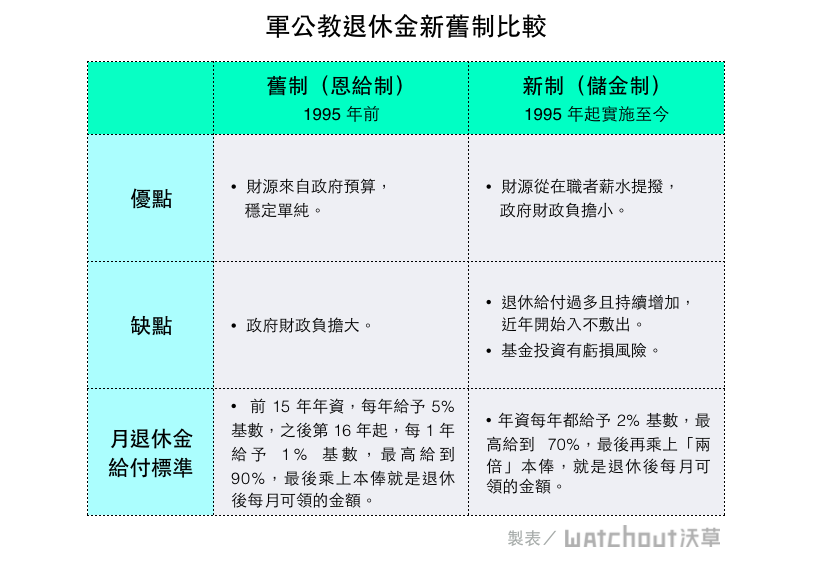 軍公教退休金新舊制比較
舊制（恩給制）
1995 年前
新制（儲金制）
1995 年起實施至今
優點
• 財源來自政府預算，
穩定單純。
• 財源從在職者薪水提撥，
政府財政負擔小。
缺點
• 政府財政負擔大。
• 退休給付過多且持續增加，
近年開始入不敷出。
• 基金投資有虧損風險。
月退休金
給付標準
• 前 15 年年資，每年給予 5%
基數，之後第 16 年起，每 1 年
給予 1% 基數，最高給到
90%，最後乘上本俸就是退休
後每月可領的金額。
• 年資每年都給予 2% 基數，最
高給到 70%，最後再乘上「兩
倍」本俸，就是退休後每月可
領的金額。
製表／ watchout沃草